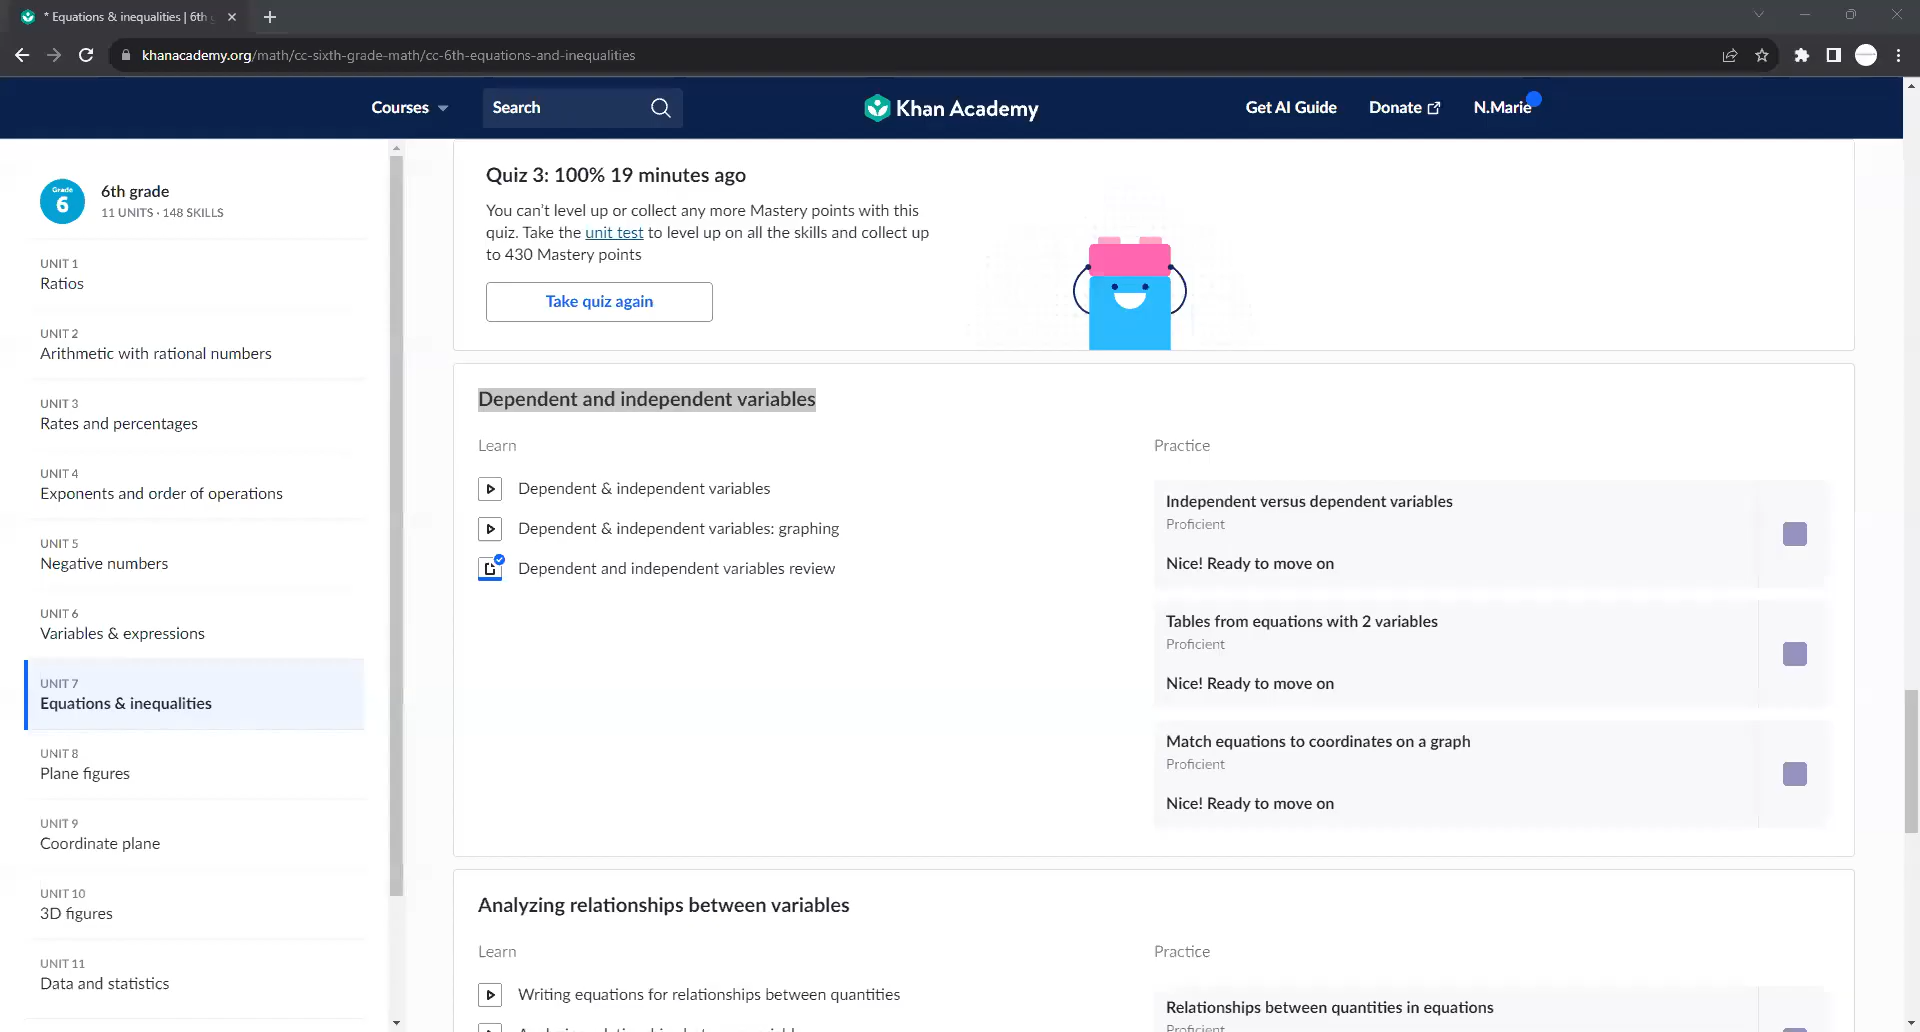 * Equations & inequalities | 6th
khanacademy.org/math/cc-sixth-grade-math/cc-6th-equations-and-inequalities
Courses
Search
Khan Academy
Get AI Guide
Donate
N.Marie
Grade
6
6th grade
11 UNITS · 148 SKILLS
UNIT 1
Ratios
UNIT 2
Arithmetic with rational numbers
UNIT 3
Rates and percentages
UNIT 4
Exponents and order of operations
UNIT 5
Negative numbers
UNIT 6
Variables & expressions
UNIT 7
Equations & inequalities
UNIT 8
Plane figures
UNIT 9
Coordinate plane
UNIT 10
3D figures
UNIT 11
Data and statistics
Quiz 3: 100% 19 minutes ago
You can’t level up or collect any more Mastery points with this
quiz. Take the unit test to level up on all the skills and collect up
to 430 Mastery points
Take quiz again
Dependent and independent variables
Learn
Dependent & independent variables
Dependent & independent variables: graphing
Dependent and independent variables review
Practice
Independent versus dependent variables
Proficient
Nice! Ready to move on
Tables from equations with 2 variables
Proficient
Nice! Ready to move on
Match equations to coordinates on a graph
Proficient
Nice! Ready to move on
Analyzing relationships between variables
Learn
Writing equations for relationships between quantities
Practice
Relationships between quantities in equations
Proficient